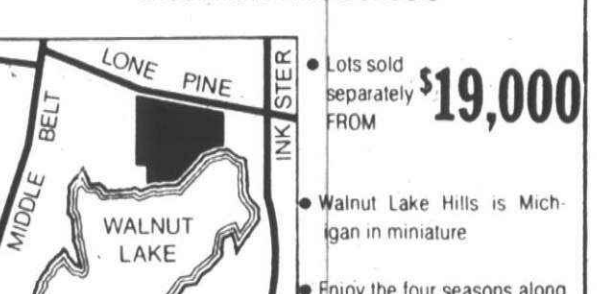 LONE PINE
INKSTER
MIDDLE BELT
WALNUT
LAKE
• Lots sold
separately $19,000
FROM
• Walnut Lake Hills is Mich-
igan in miniature
• Enjoy the four seasons along